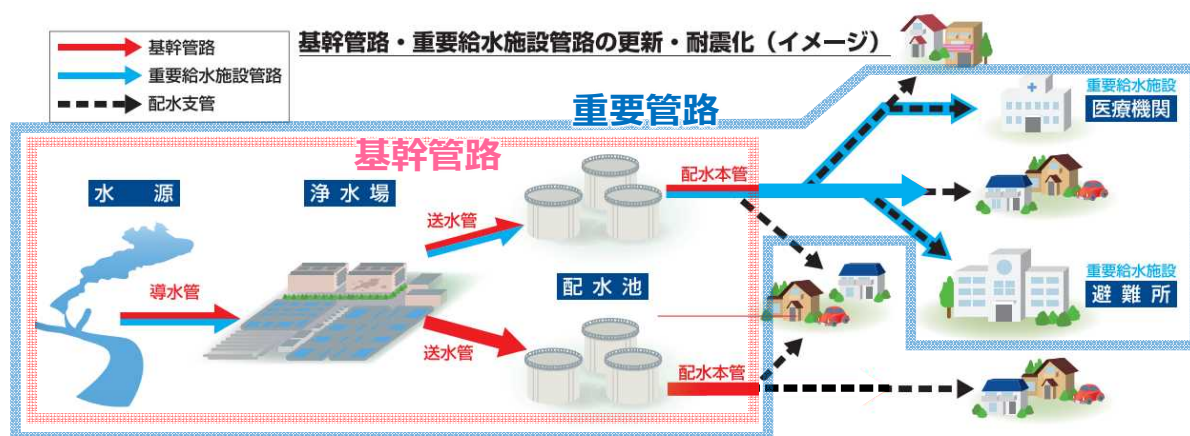 基幹管路・重要給水施設管路の更新・耐震化（イメージ）
基幹管路
重要給水施設管路
配水支管
重要管路
基幹管路
水源
浄水場
導水管
送水管
送水管
配水池
配水本管
配水本管
重要給水施設
医療機関
重要給水施設
避難所